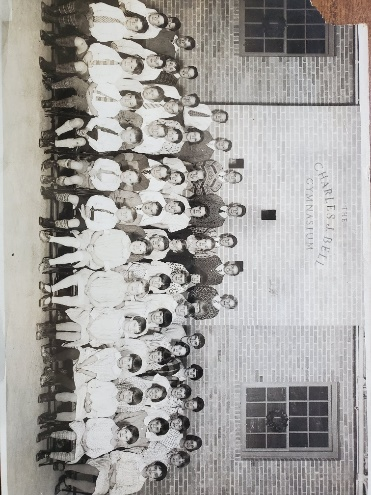 THE
CHARLES J. BELL
GYMNASIUM